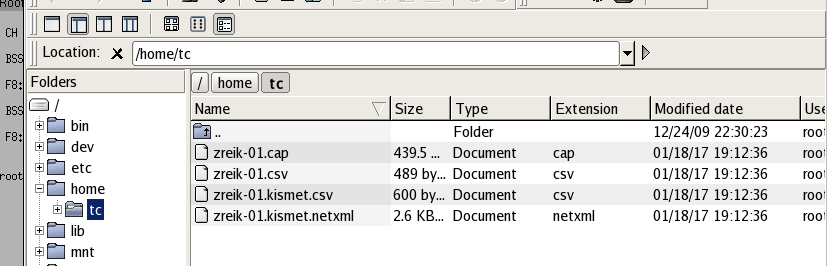 Root
CH
BSS
F8:
BSS
F8:
root
Location: /home/tc
Folders
/
bin
dev
etc
home
tc
lib
mnt
/ home tc
Name Size Type Extension Modified date Use
.. Folder 12/24/09 22:30:23 root
zreik-01.cap 439.5 ... Document cap 01/18/17 19:12:36 root
zreik-01.csv 489 by... Document csv 01/18/17 19:12:36 root
zreik-01.kismet.csv 600 by... Document csv 01/18/17 19:12:36 root
zreik-01.kismet.netxml 2.6 KB... Document netxml 01/18/17 19:12:36 root